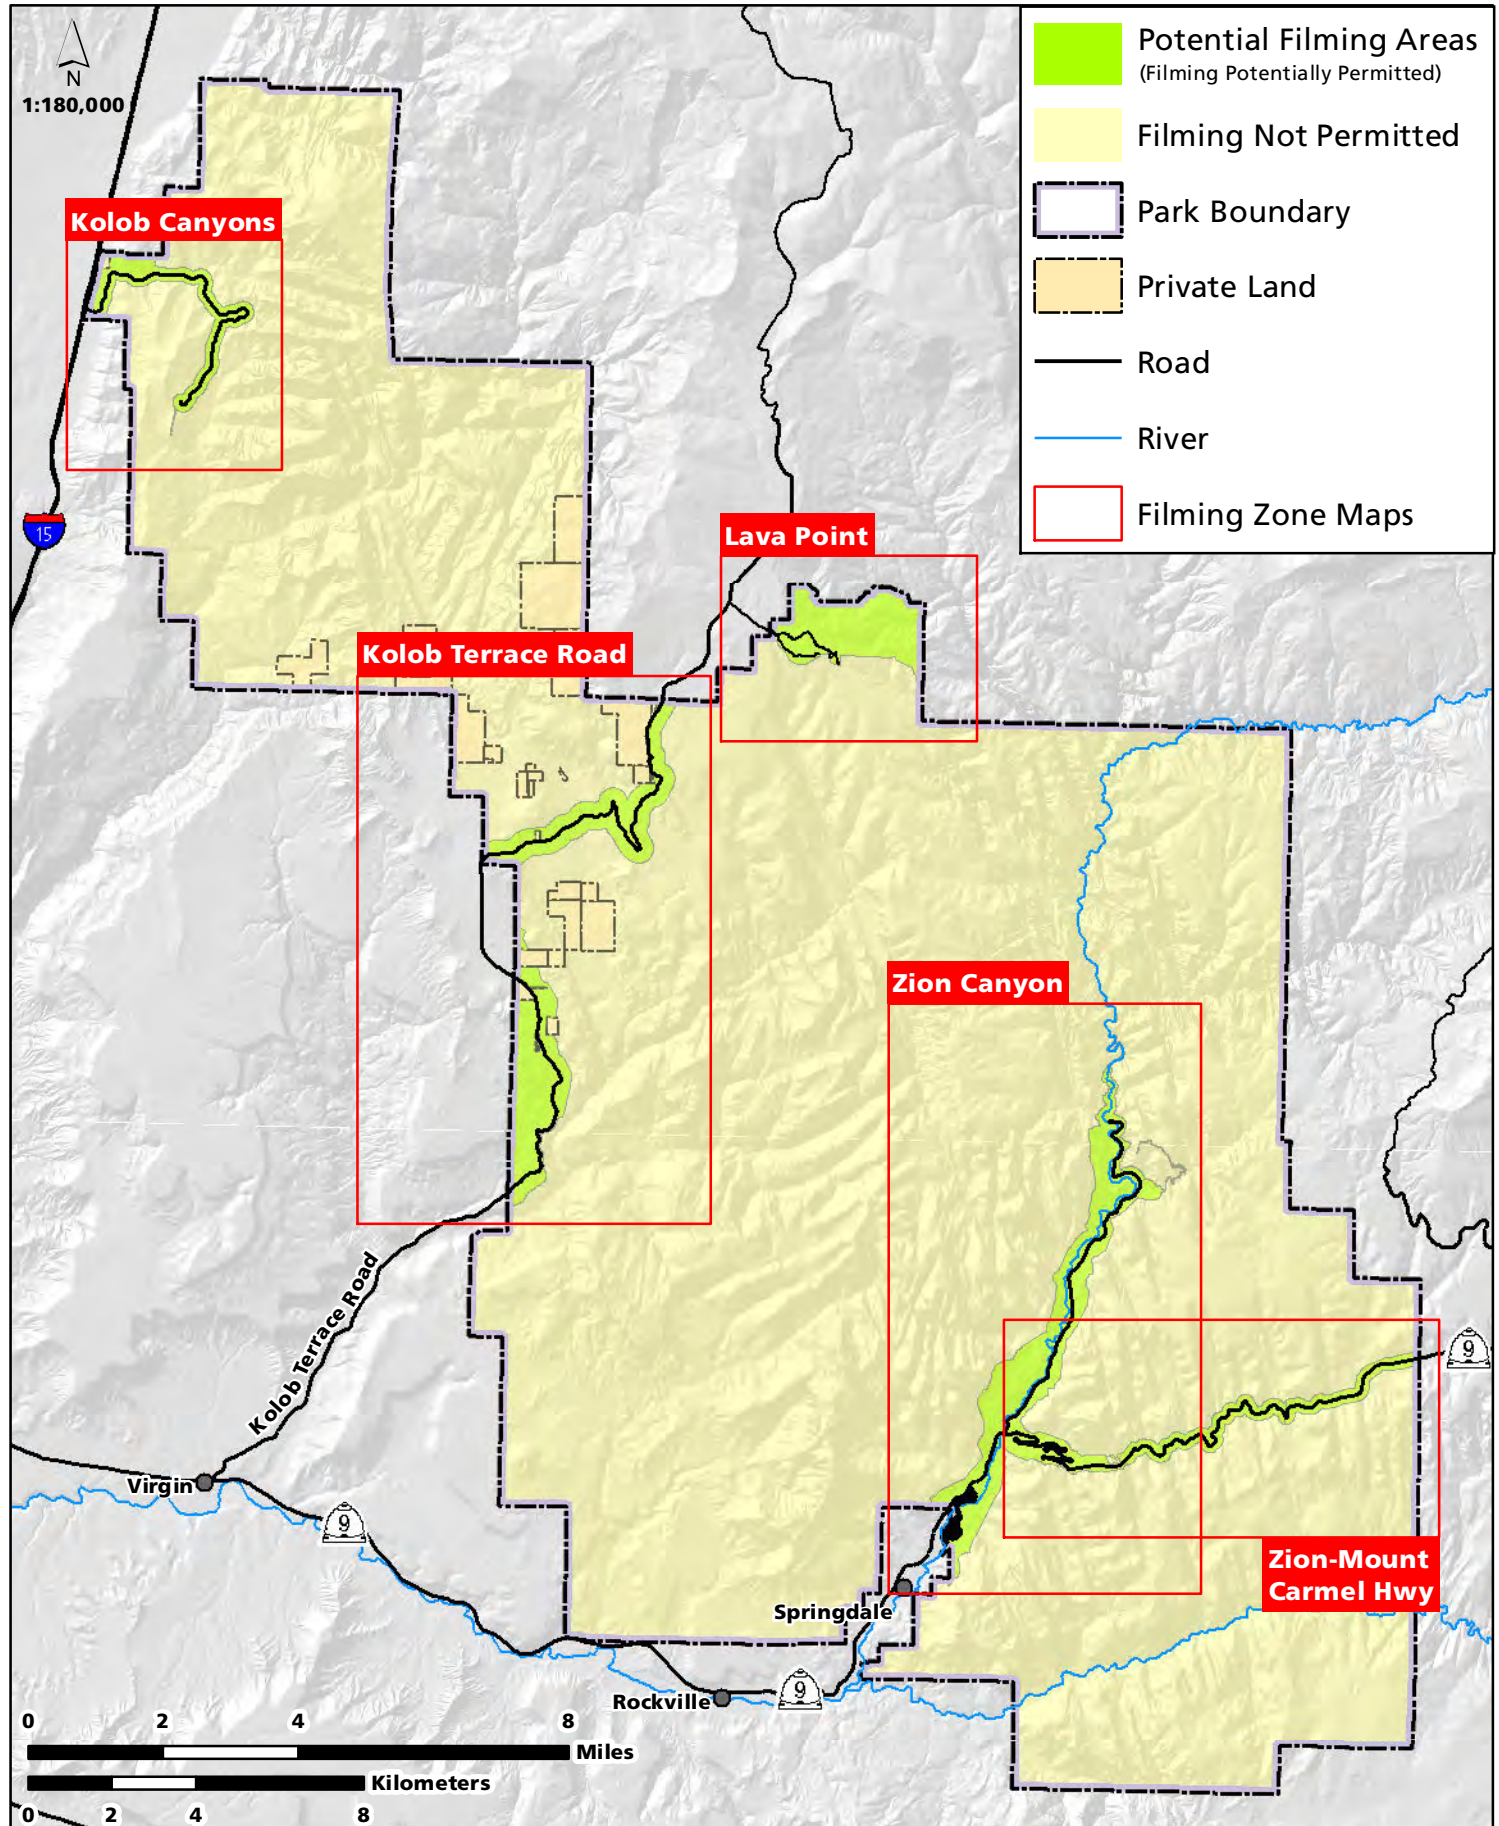 N
1:180,000
Potential Filming Areas
(Filming Potentially Permitted)
Filming Not Permitted
Park Boundary
Private Land
Road
River
Filming Zone Maps
Kolob Canyons
15
Lava Point
Kolob Terrace Road
Zion Canyon
Kolob Terrace Road
9
Virgin
9
Zion-Mount
Carmel Hwy
Springdale
Rockville
9
0 2 4 8
Miles
Kilometers
0 2 4 8